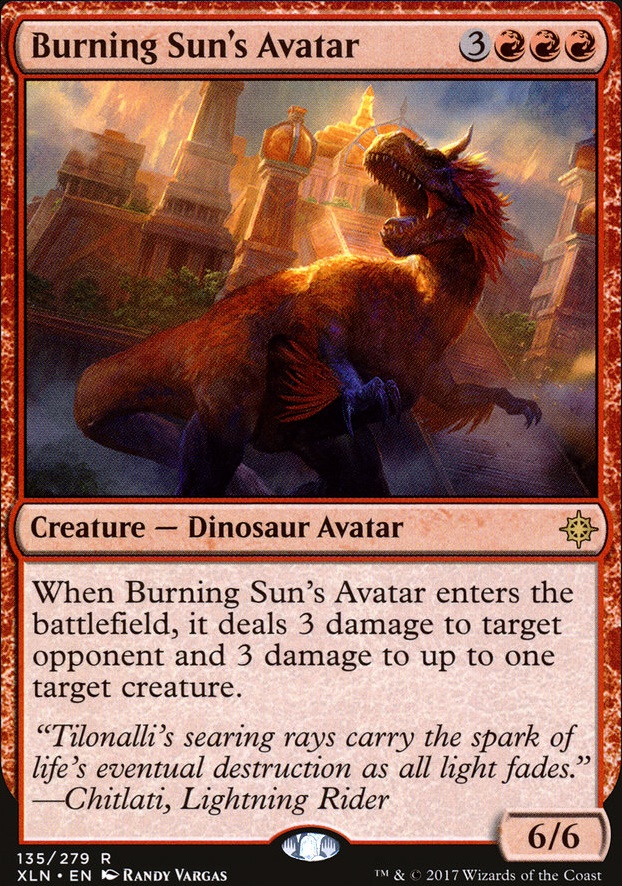 Burning Sun's Avatar 3
Creature — Dinosaur Avatar
When Burning Sun's Avatar enters the
battlefield, it deals 3 damage to target
opponent and 3 damage to up to one
target creature.
"Tilonalli's searing rays carry the spark of
life's eventual destruction as all light fades."
—Chitlati, Lightning Rider
6/6
135/279 R
XLN • EN RANDY VARGAS
™ & © 2017 Wizards of the Coast